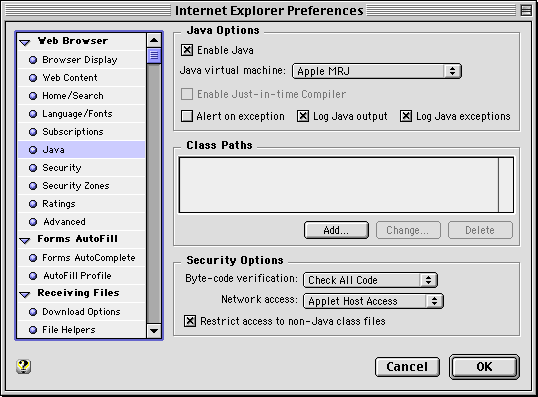 Internet Explorer Preferences
Web Browser
Browser Display
Web Content
Home/Search
Language/Fonts
Subscriptions
Java
Security
Security Zones
Ratings
Advanced
Forms AutoFill
Forms AutoComplete
AutoFill Profile
Receiving Files
Download Options
File Helpers
Java Options
Enable Java
Java virtual machine: Apple MRJ
Enable Just-in-time Compiler
Alert on exception Log Java output Log Java exceptions
Class Paths
Add... Change... Delete
Security Options
Byte-code verification: Check All Code
Network access: Applet Host Access
Restrict access to non-Java class files
?
Cancel OK